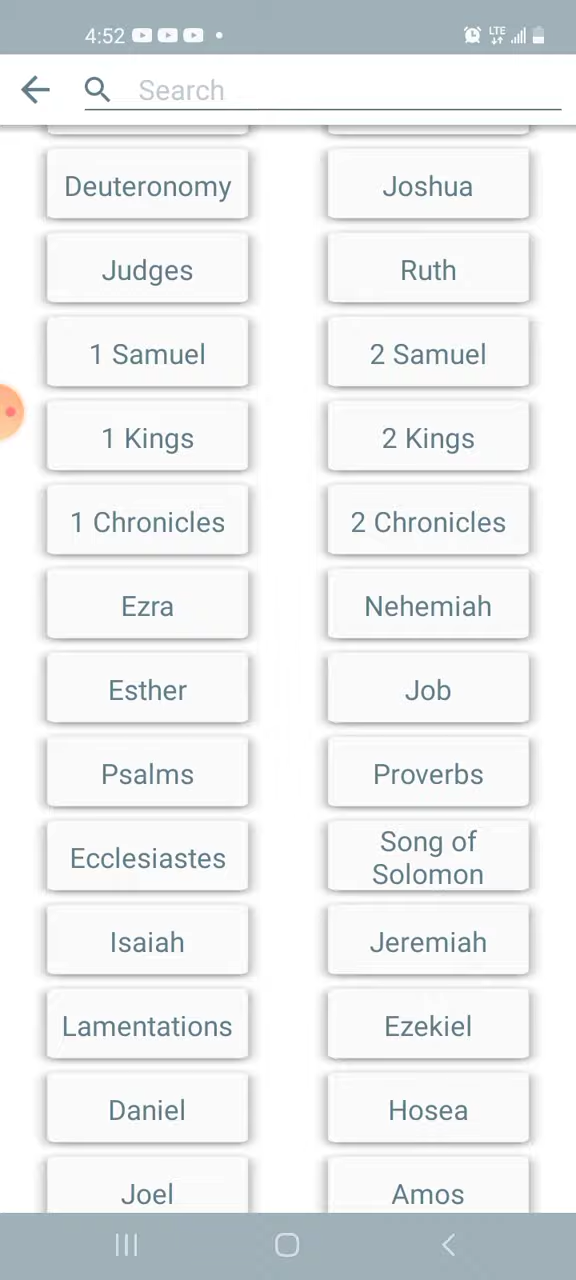 4:52
LTE
Search
Deuteronomy
Joshua
Judges
Ruth
1 Samuel
2 Samuel
1 Kings
2 Kings
1 Chronicles
2 Chronicles
Ezra
Nehemiah
Esther
Job
Psalms
Proverbs
Ecclesiastes
Song of
Solomon
Isaiah
Jeremiah
Lamentations
Ezekiel
Daniel
Hosea
Joel
Amos